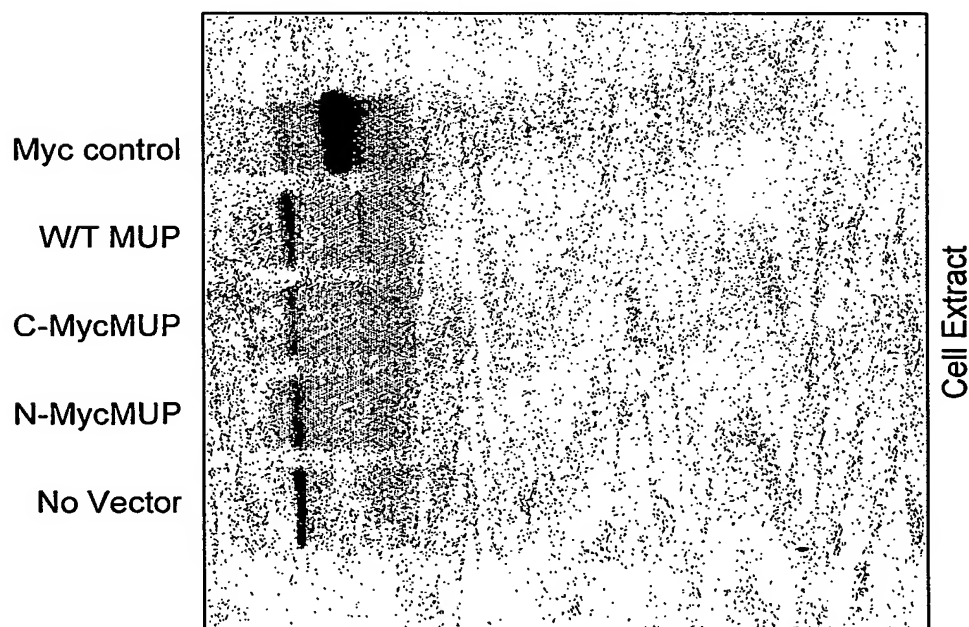 Myc control
W/T MUP
C-MycMUP
N-MycMUP
No Vector
Cell Extract